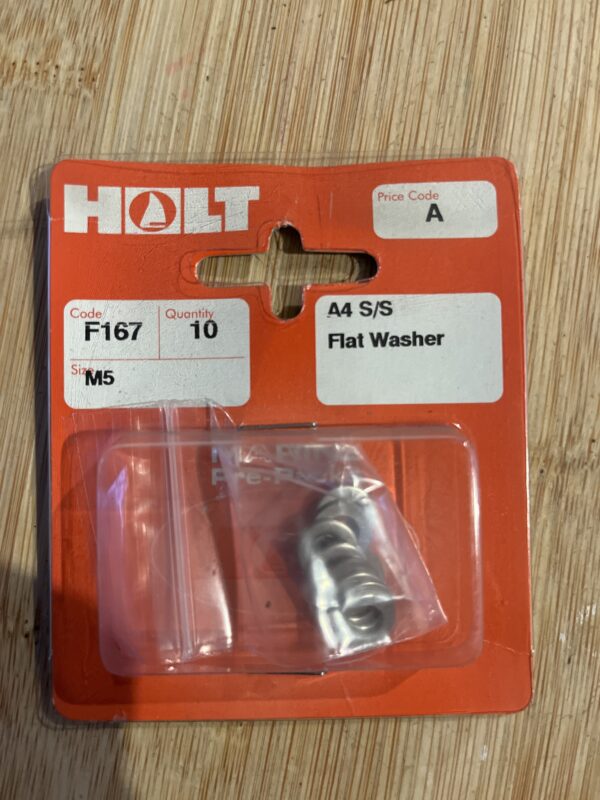 HOLT
Price Code
A
Code
F167
Quantity
10
Size
M5
A4 S/S
Flat Washer